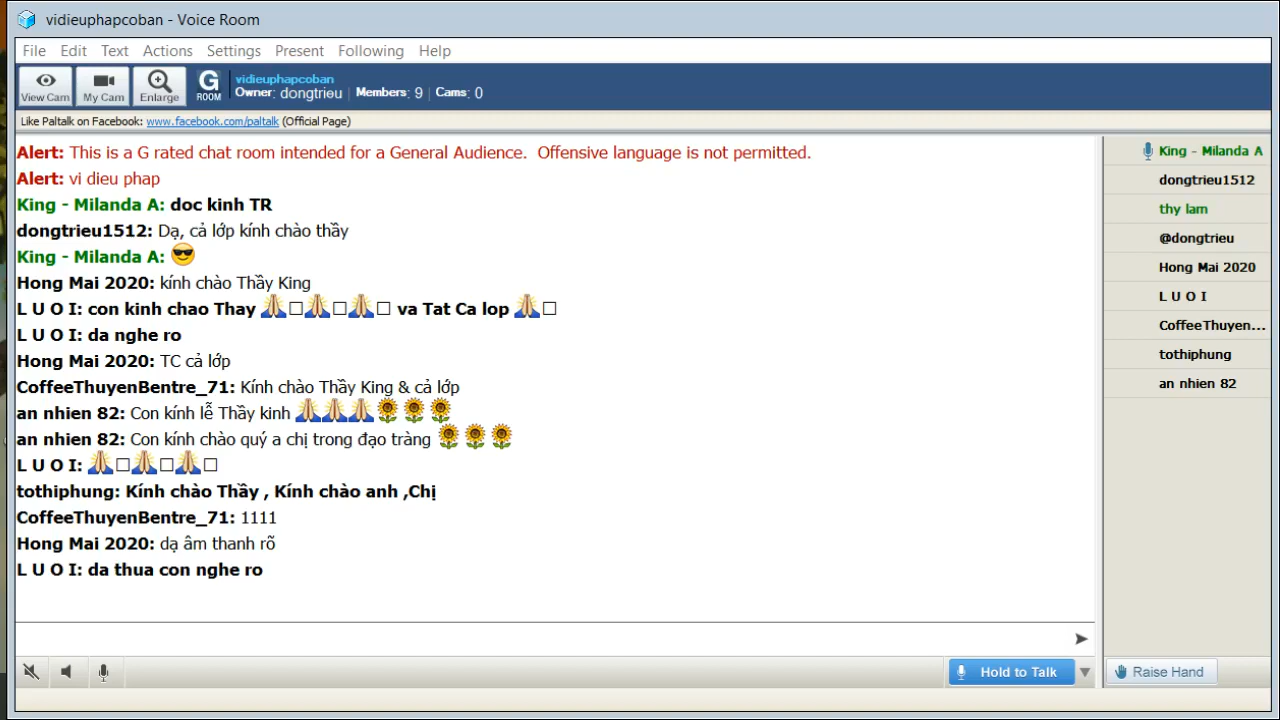 vidieuphapcoban - Voice Room
File Edit Text Actions Settings Present Following Help
View Cam My Cam Enlarge G ROOM
vidieuphapcoban
Owner: dongtrieu | Members: 9 | Cams: 0
Like Paltalk on Facebook: www.facebook.com/paltalk (Official Page)
Alert: This is a G rated chat room intended for a General Audience. Offensive language is not permitted.
Alert: vi dieu phap
King - Milanda A: doc kinh TR
dongtrieu1512: Dạ, cả lớp kính chào thầy
King - Milanda A: 😎
Hong Mai 2020: kính chào Thầy King
L U O I: con kinh chao Thay 🙏□🙏□🙏□ va Tat Ca lop 🙏□
L U O I: da nghe ro
Hong Mai 2020: TC cả lớp
CoffeeThuyenBentre_71: Kính chào Thầy King & cả lớp
an nhien 82: Con kính lễ Thầy kinh 🙏🙏🙏🌻🌻🌻
an nhien 82: Con kính chào quý a chị trong đạo tràng 🌻🌻🌻
L U O I: 🙏□🙏□🙏□
tothiphung: Kính chào Thầy , Kính chào anh ,Chị
CoffeeThuyenBentre_71: 1111
Hong Mai 2020: dạ âm thanh rõ
L U O I: da thua con nghe ro
King - Milanda A
dongtrieu1512
thy lam
@dongtrieu
Hong Mai 2020
L U O I
CoffeeThuyen...
tothiphung
an nhien 82
Hold to Talk
Raise Hand